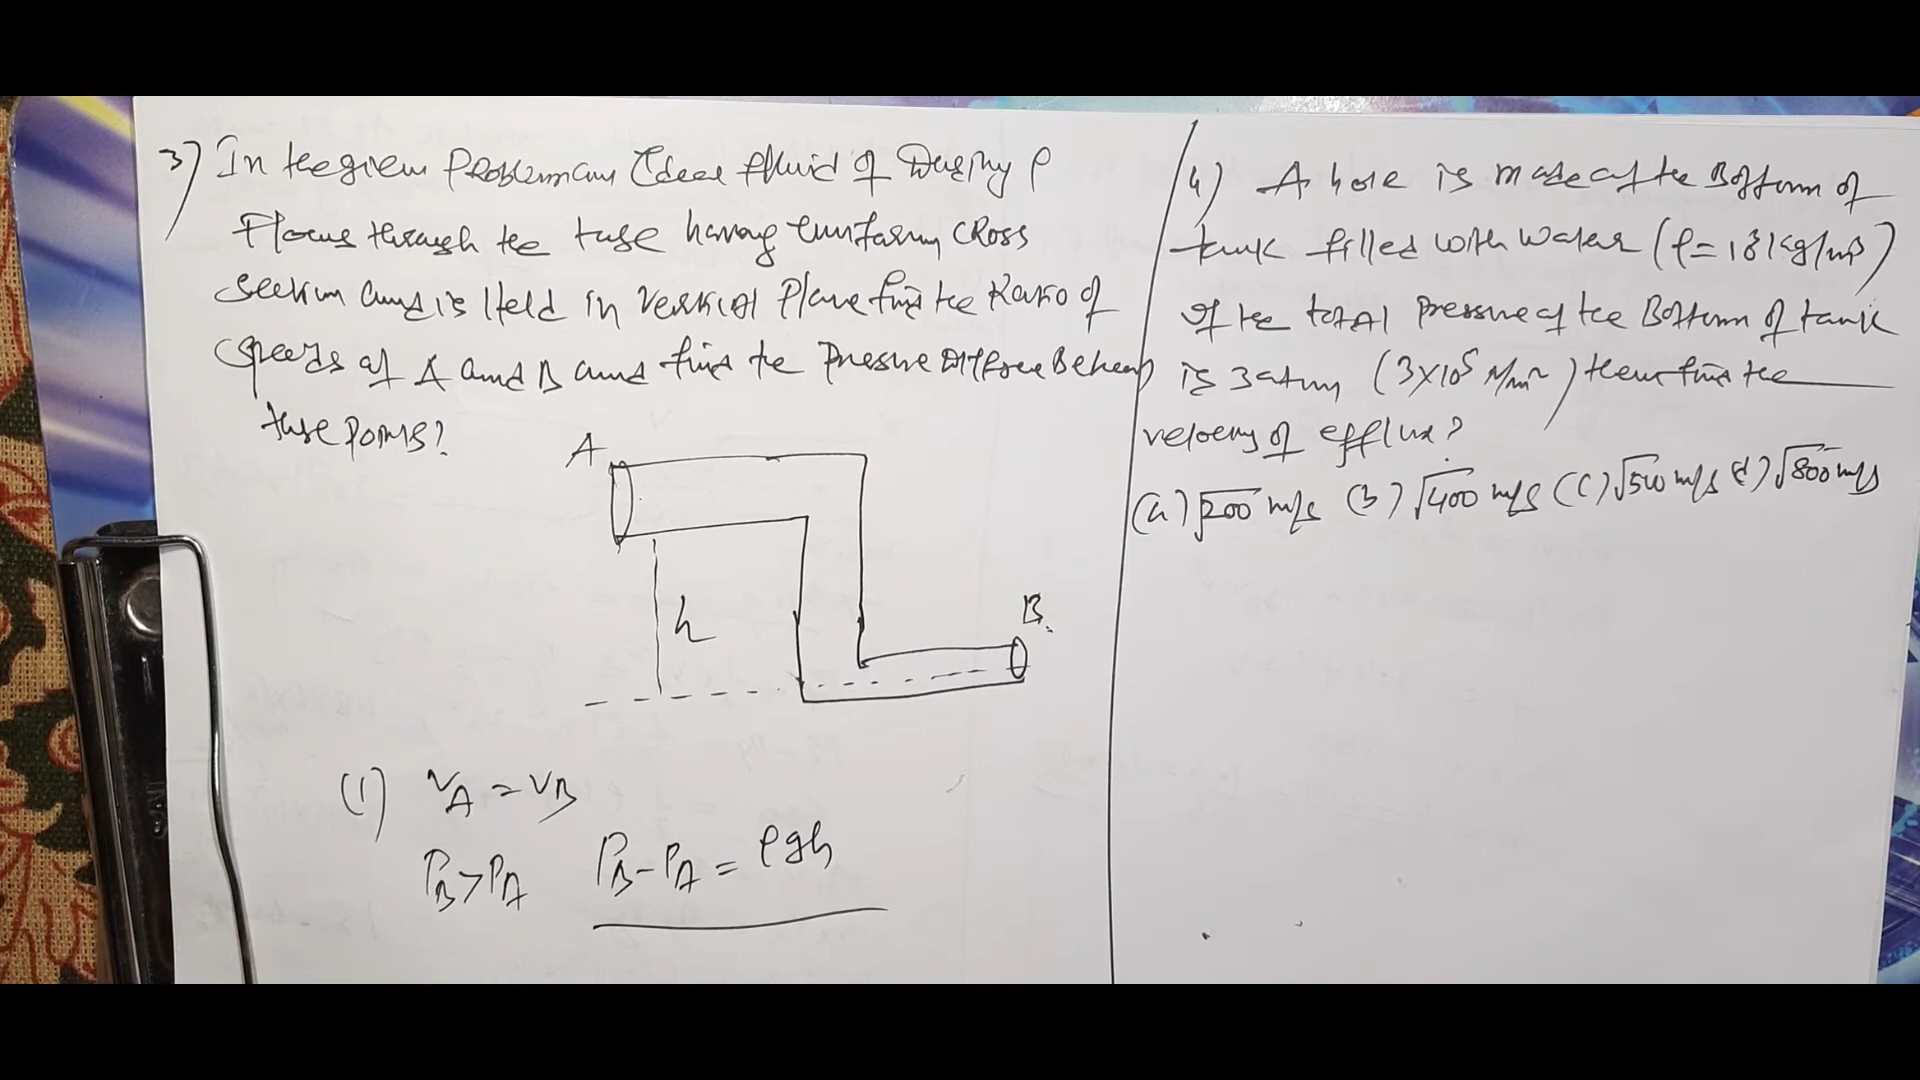 3) In the given Problem an Ideal fluid of Density ρ
Flows through the tube having uniform CROSS
section and is Held in vertical Plane find the Ratio of
speeds at A and B and find the Pressure Difference Between
these points?
A
h
B.
(1) vA = vB
PB > PA PB - PA = ρgh
4) A hole is made at the Bottom of
tank filled with water (ρ = 10³ kg/m³)
If the total pressure at the Bottom of tank
is 3 atm (3×10⁵ N/m²) then find the
velocity of efflux?
(a) √200 m/s (B) √400 m/s (C) √500 m/s d) √800 m/s